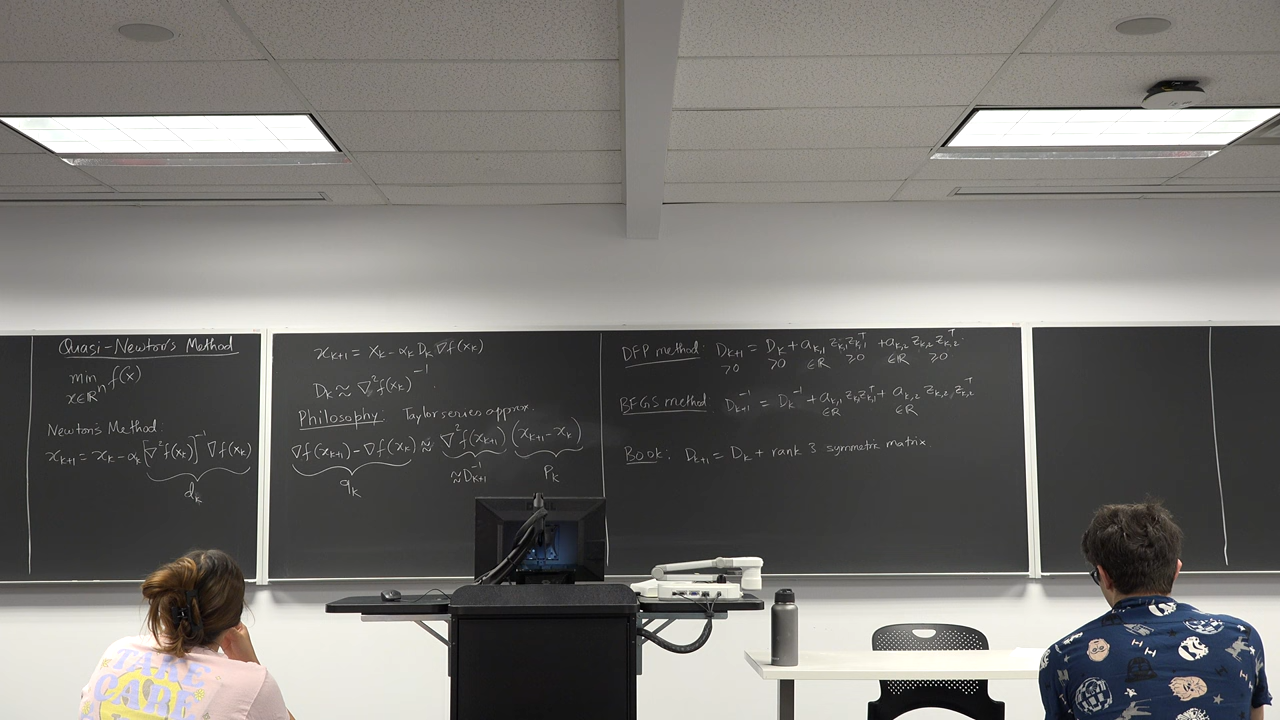 Quasi-Newton's Method
min f(x)
x∈ℝⁿ
Newton's Method:
x_{k+1} = x_k - α_k [∇²f(x_k)]⁻¹ ∇f(x_k)
d_k
x_{k+1} = x_k - α_k D_k ∇f(x_k)
D_k ≈ ∇²f(x_k)⁻¹.
Philosophy: Taylor series approx.
∇f(x_{k+1}) - ∇f(x_k) ≈ ∇²f(x_{k+1}) (x_{k+1} - x_k)
q_k ≈ D_{k+1}⁻¹ p_k
DFP method: D_{k+1} = D_k + a_{k,1} z_{k,1} z_{k,1}ᵀ + a_{k,2} z_{k,2} z_{k,2}ᵀ
>0 >0 ∈ℝ ≥0 ∈ℝ ≥0
BFGS method: D_{k+1}⁻¹ = D_k⁻¹ + a_{k,1} z_{k,1} z_{k,1}ᵀ + a_{k,2} z_{k,2} z_{k,2}ᵀ
∈ℝ ∈ℝ
Book: D_{k+1} = D_k + rank 3 symmetric matrix.
TAKE
CARE